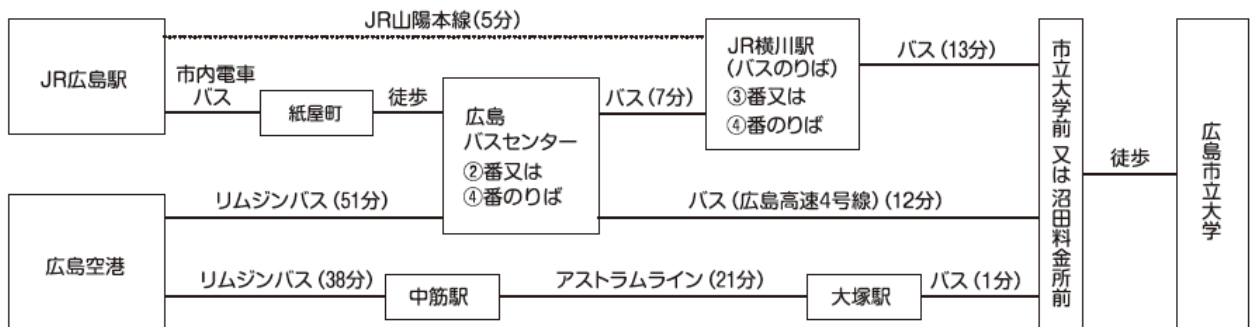 JR広島駅
JR山陽本線(5分)
市内電車
バス
紙屋町
徒歩
広島
バスセンター
②番又は
④番のりば
バス(7分)
JR横川駅
(バスのりば)
③番又は
④番のりば
バス(13分)
広島空港
リムジンバス(51分)
バス(広島高速4号線)(12分)
リムジンバス(38分)
中筋駅
アストラムライン(21分)
大塚駅
バス(1分)
市立大学前 又は 沼田料金所前
徒歩
広島市立大学